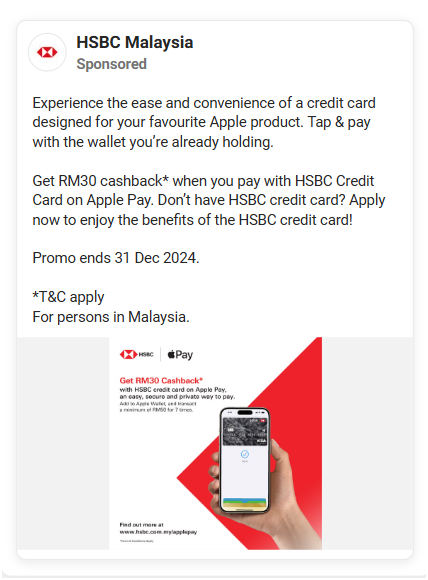 HSBC Malaysia
Sponsored
Experience the ease and convenience of a credit card
designed for your favourite Apple product. Tap & pay
with the wallet you’re already holding.
Get RM30 cashback* when you pay with HSBC Credit
Card on Apple Pay. Don’t have HSBC credit card? Apply
now to enjoy the benefits of the HSBC credit card!
Promo ends 31 Dec 2024.
*T&C apply
For persons in Malaysia.
HSBC Pay
Get RM30 Cashback*
with HSBC credit card on Apple Pay,
an easy, secure and private way to pay.
Add to Apple Wallet, and transact
a minimum of RM50 for 7 times.
VISA
Find out more at
www.hsbc.com.my/applepay